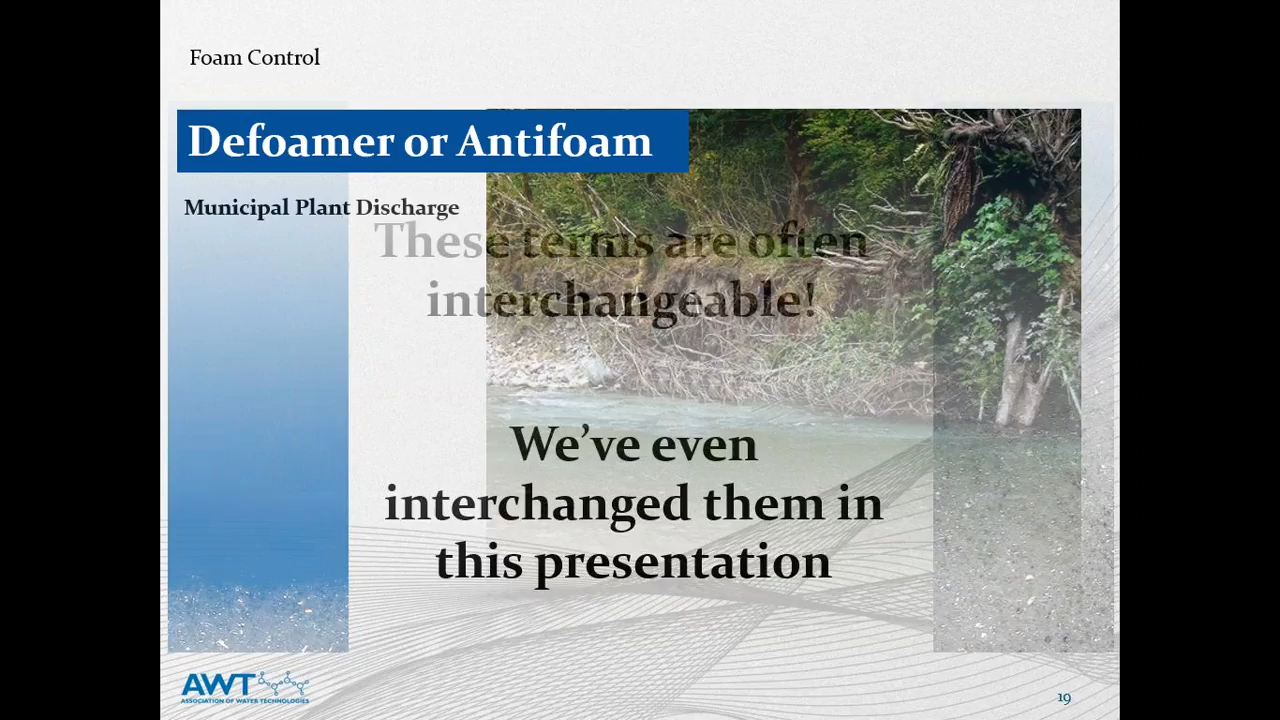 Foam Control
Defoamer or Antifoam
Municipal Plant Discharge
These terms are often
interchangeable!
We've even
interchanged them in
this presentation
AWT
ASSOCIATION OF WATER TECHNOLOGIES
19